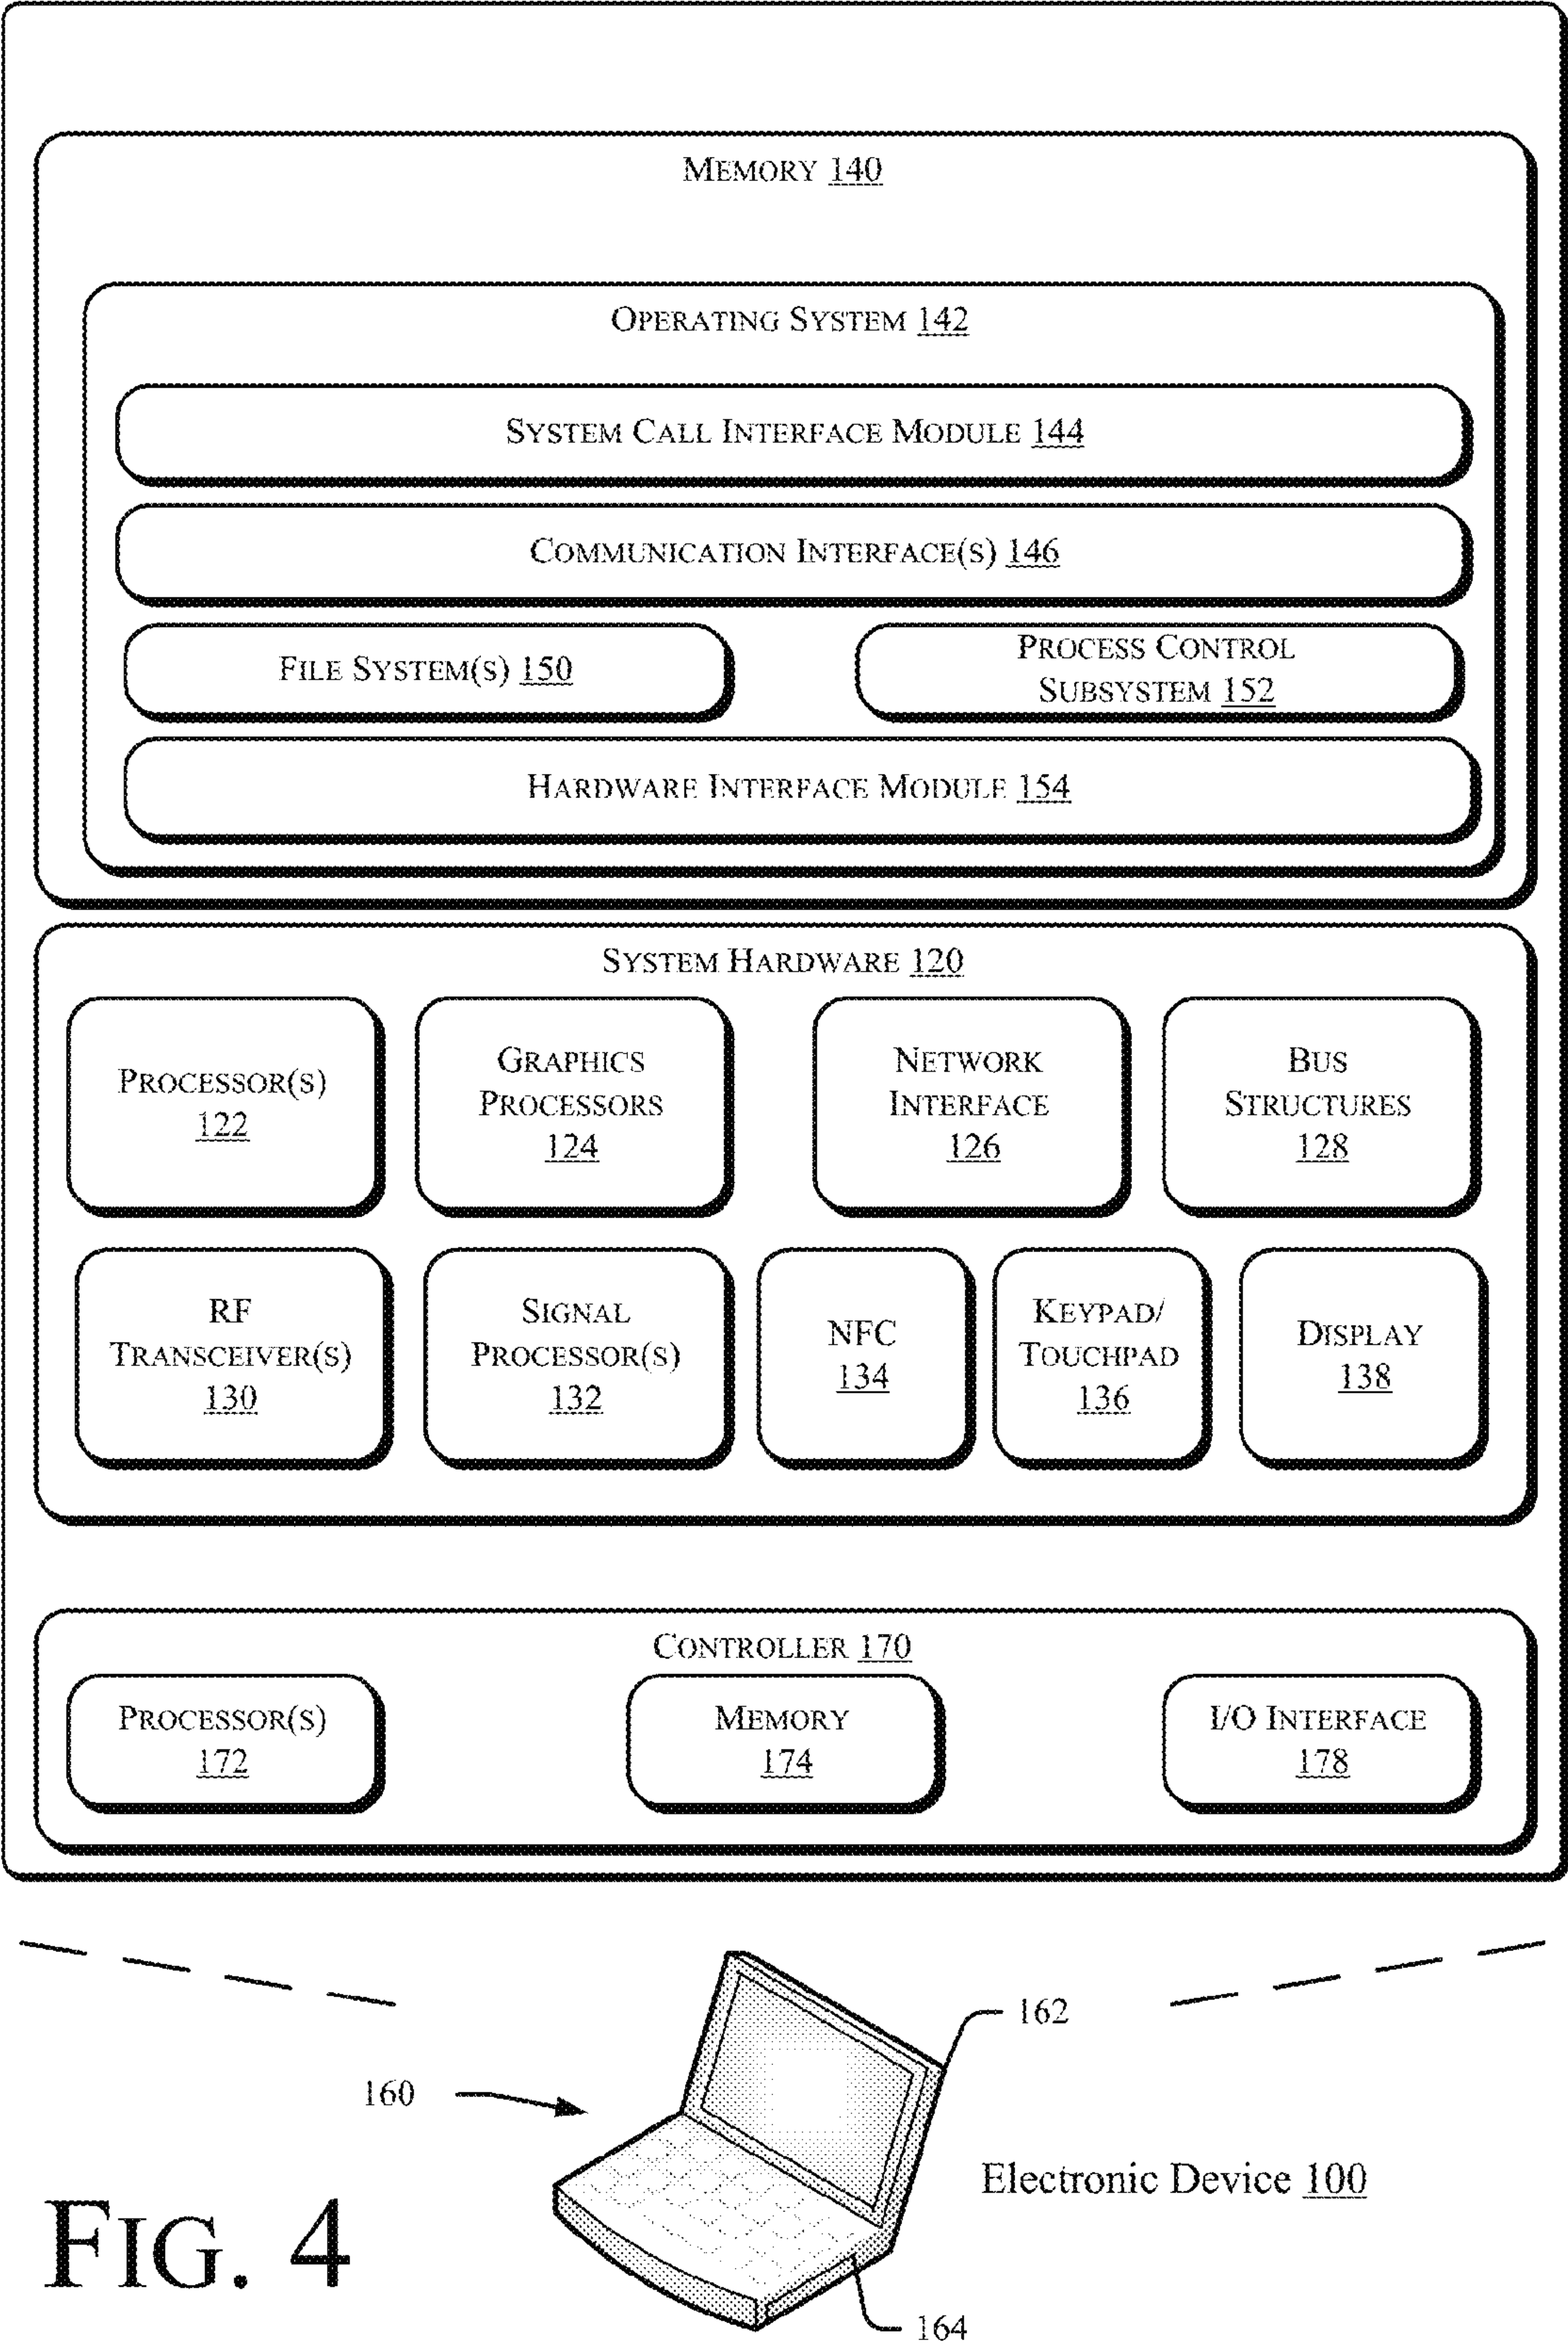 MEMORY 140
OPERATING SYSTEM 142
SYSTEM CALL INTERFACE MODULE 144
COMMUNICATION INTERFACE(S) 146
FILE SYSTEM(S) 150
PROCESS CONTROL
SUBSYSTEM 152
HARDWARE INTERFACE MODULE 154
SYSTEM HARDWARE 120
PROCESSOR(S)
122
GRAPHICS
PROCESSORS
124
NETWORK
INTERFACE
126
BUS
STRUCTURES
128
RF
TRANSCEIVER(S)
130
SIGNAL
PROCESSOR(S)
132
NFC
134
KEYPAD/
TOUCHPAD
136
DISPLAY
138
CONTROLLER 170
PROCESSOR(S)
172
MEMORY
174
I/O INTERFACE
178
162
160
Electronic Device 100
164
FIG. 4